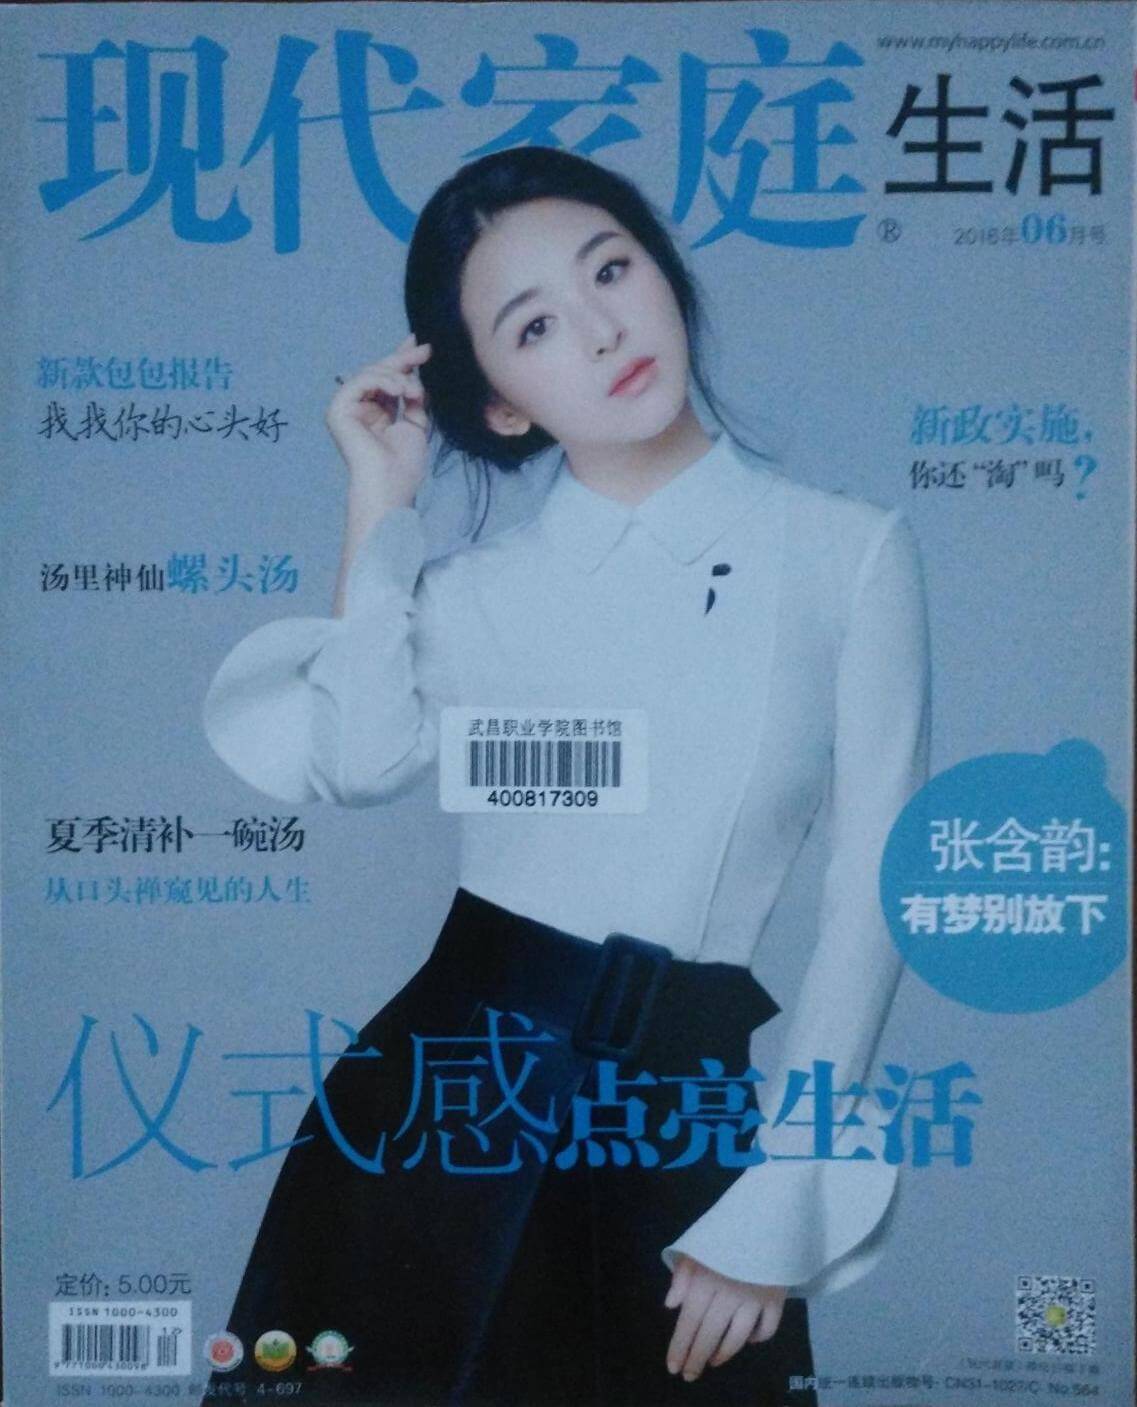 www.myhappylife.com.cn
现代家庭
生活
®
2016年06月号
新款包包报告
找找你的心头好
新政实施，
你还“淘”吗？
汤里神仙螺头汤
武昌职业学院图书馆
400817309
夏季清补一碗汤
从口头禅窥见的人生
张含韵：
有梦别放下
仪式感点亮生活
定价：5.00元
ISSN 1000-4300
9 771000 430098
ISSN 1000-4300 邮发代号 4-697
国内统一连续出版物号·CN31-1027/C No.564